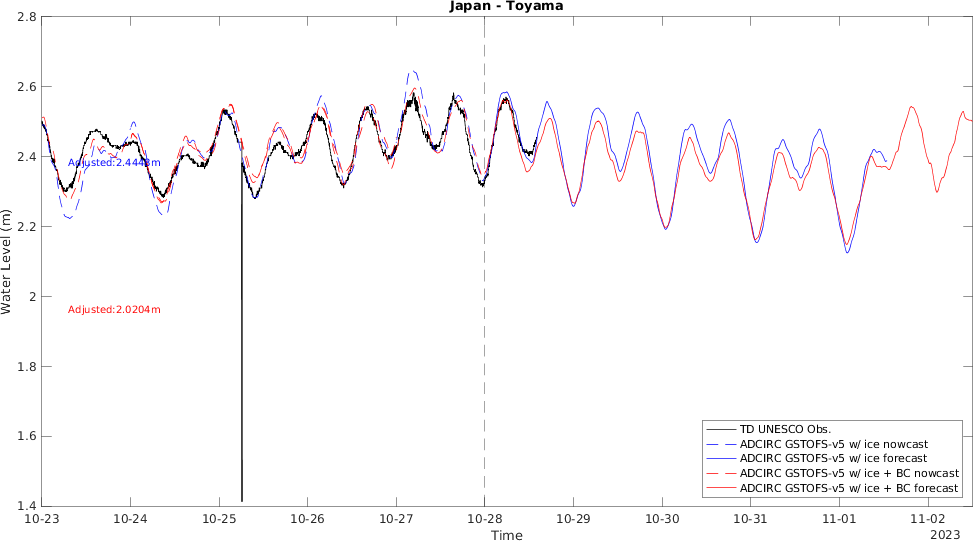 Japan - Toyama
2.8
2.6
2.4
2.2
2
1.8
1.6
1.4
Water Level (m)
Adjusted:2.4443m
Adjusted:2.0204m
TD UNESCO Obs.
ADCIRC GSTOFS-v5 w/ ice nowcast
ADCIRC GSTOFS-v5 w/ ice forecast
ADCIRC GSTOFS-v5 w/ ice + BC nowcast
ADCIRC GSTOFS-v5 w/ ice + BC forecast
10-23 10-24 10-25 10-26 10-27 10-28 10-29 10-30 10-31 11-01 11-02
Time
2023